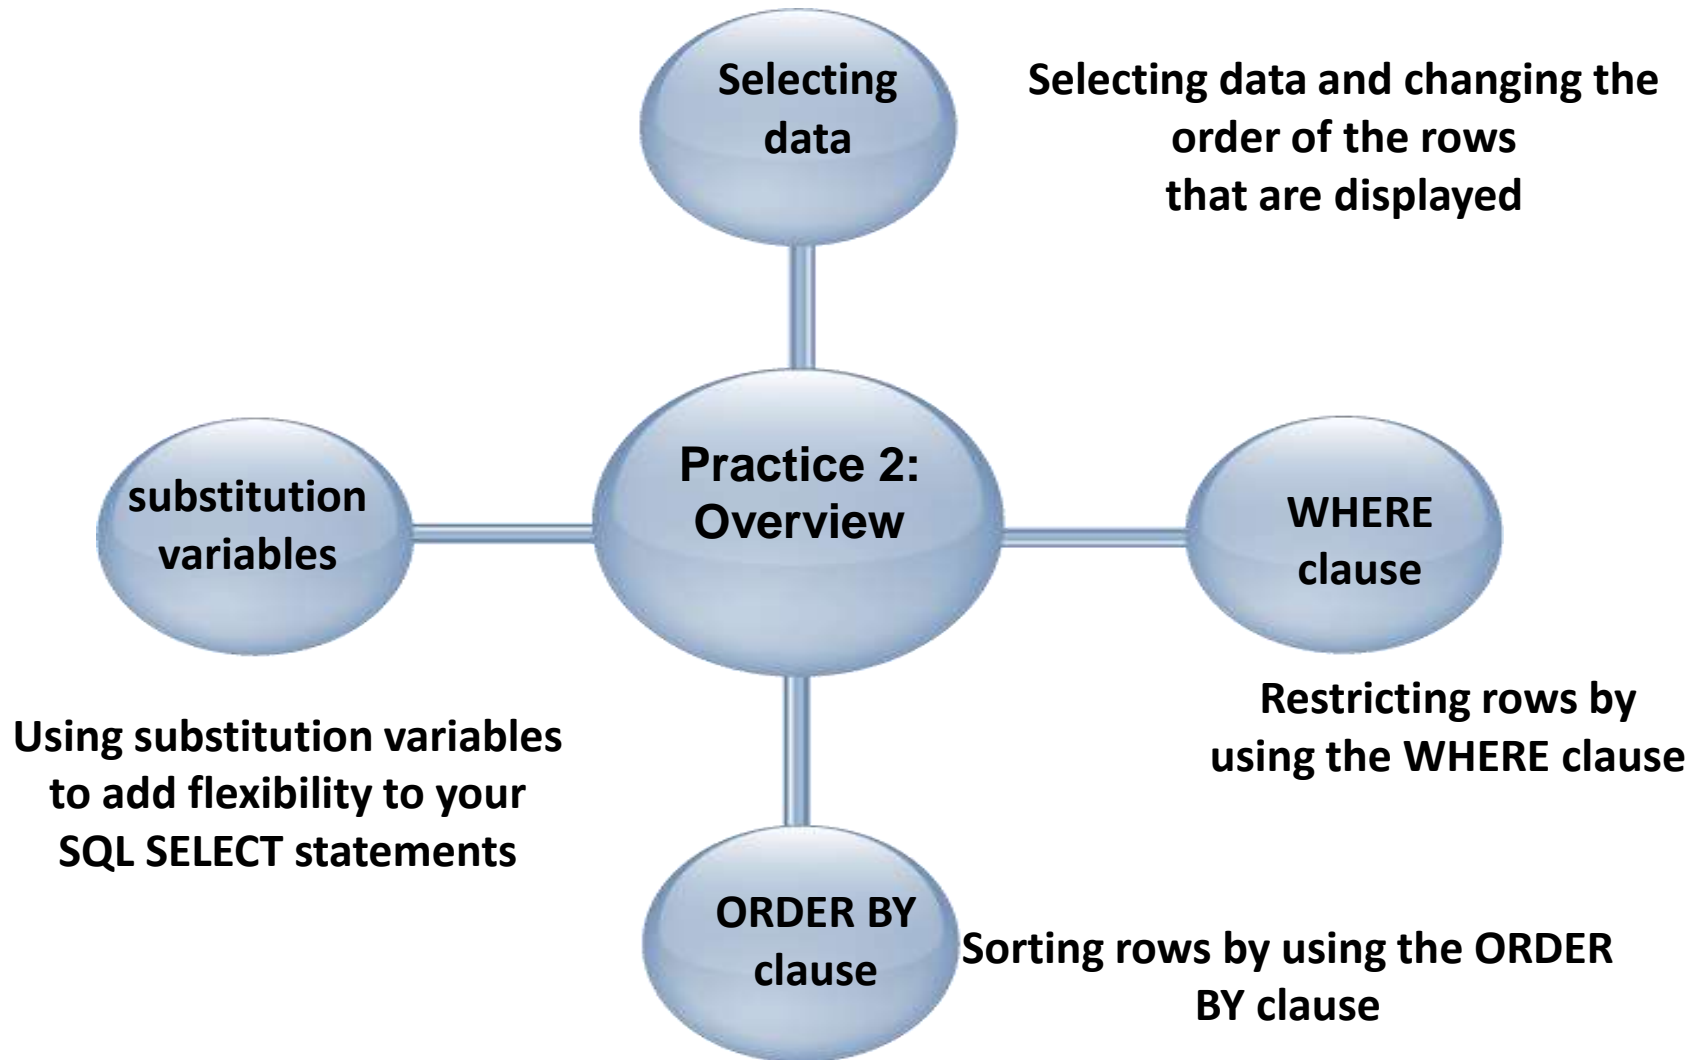 Selecting
data
Selecting data and changing the
order of the rows
that are displayed
Practice 2:
Overview
substitution
variables
WHERE
clause
Using substitution variables
to add flexibility to your
SQL SELECT statements
Restricting rows by
using the WHERE clause
ORDER BY
clause
Sorting rows by using the ORDER
BY clause